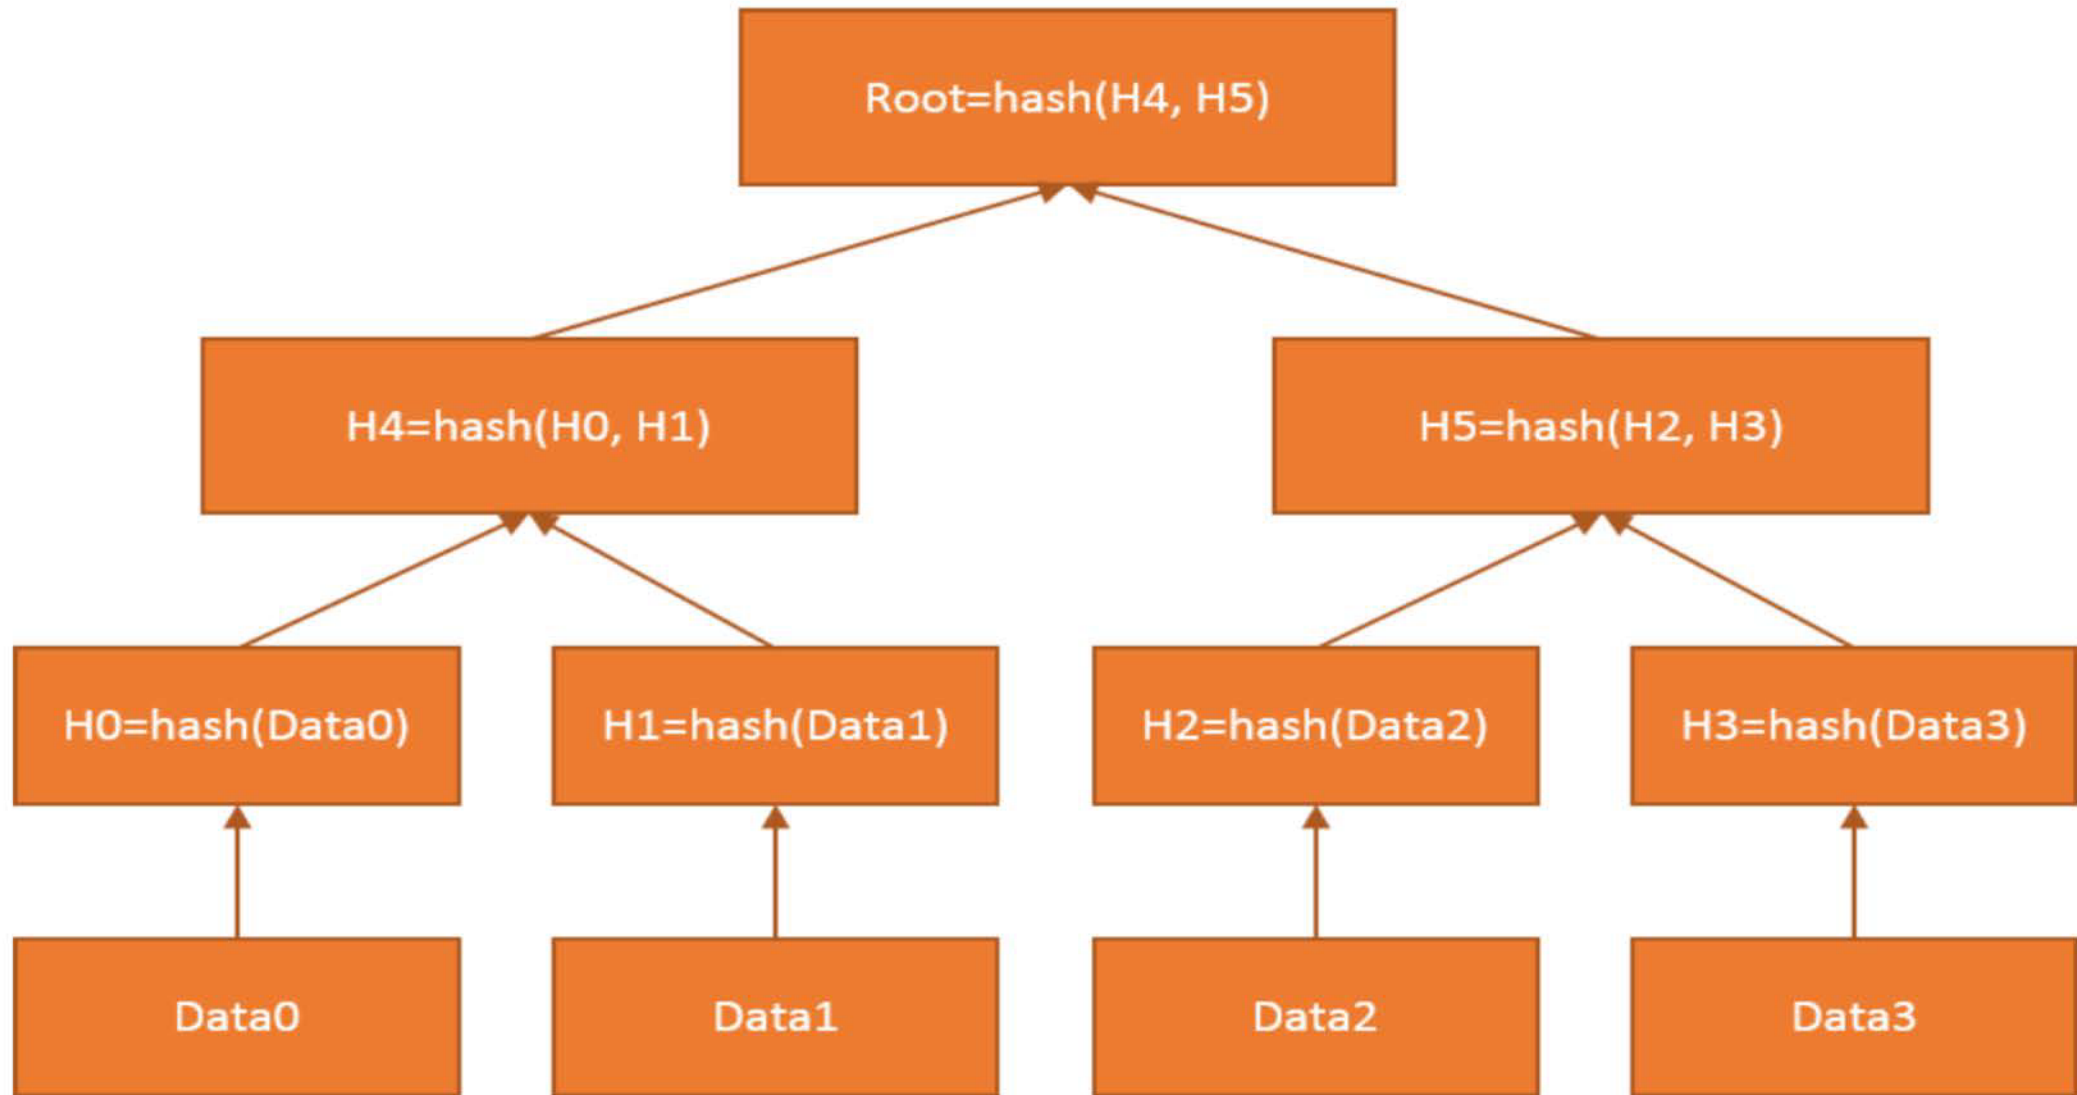 Root=hash(H4, H5)
H4=hash(H0, H1)
H5=hash(H2, H3)
H0=hash(Data0)
H1=hash(Data1)
H2=hash(Data2)
H3=hash(Data3)
Data0
Data1
Data2
Data3